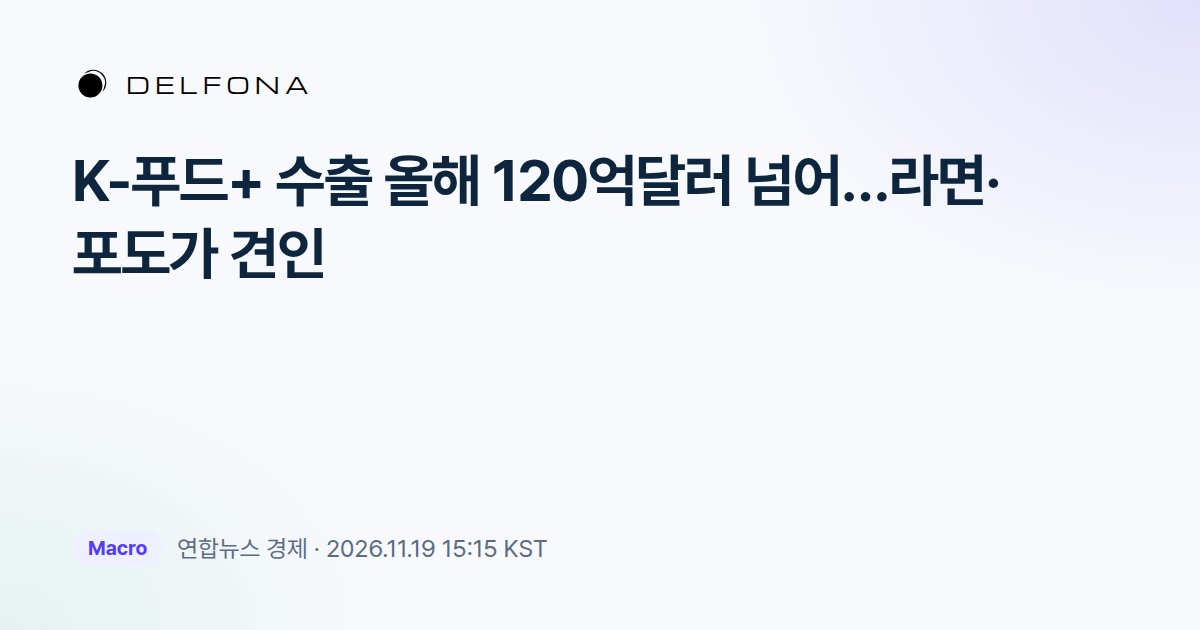 DELFONA
K-푸드+ 수출 올해 120억달러 넘어…라면·
포도가 견인
Macro 연합뉴스 경제 · 2026.11.19 15:15 KST